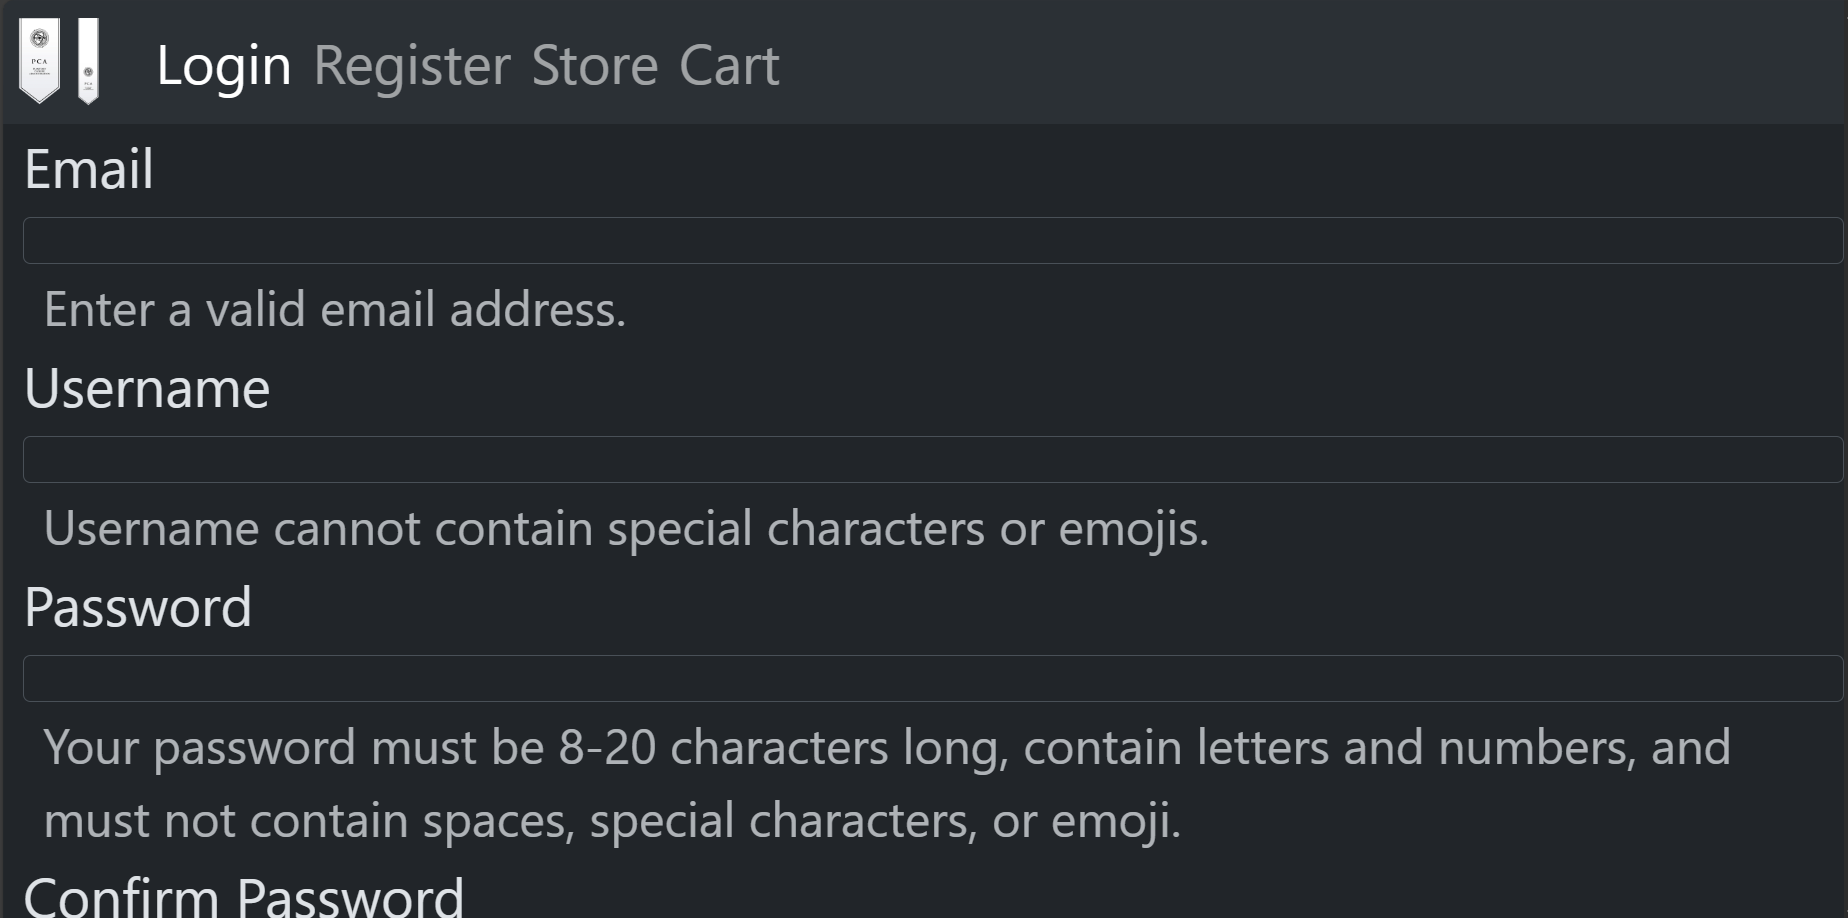 PCA
Login Register Store Cart
Email
Enter a valid email address.
Username
Username cannot contain special characters or emojis.
Password
Your password must be 8-20 characters long, contain letters and numbers, and
must not contain spaces, special characters, or emoji.
Confirm Password